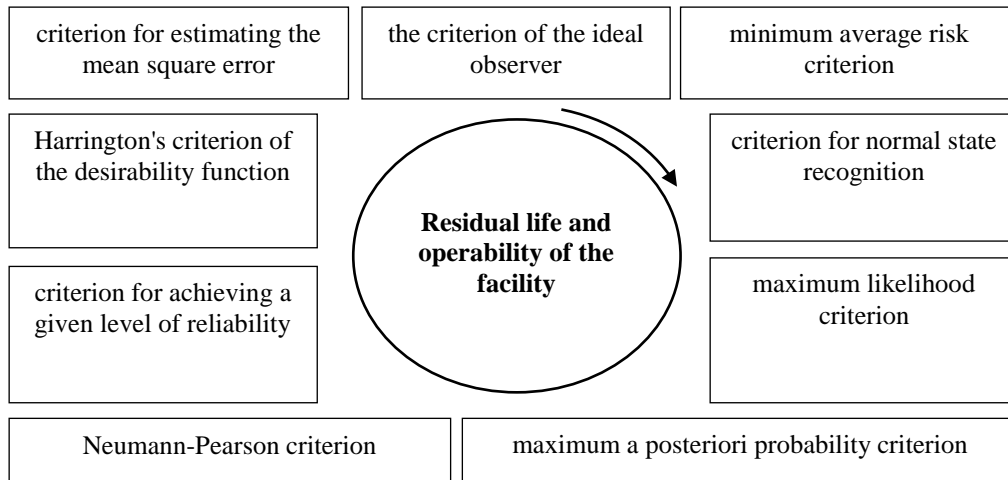 criterion for estimating the
mean square error
the criterion of the ideal
observer
minimum average risk
criterion
Harrington's criterion of
the desirability function
criterion for normal state
recognition
Residual life and
operability of the
facility
criterion for achieving a
given level of reliability
maximum likelihood
criterion
Neumann-Pearson criterion
maximum a posteriori probability criterion